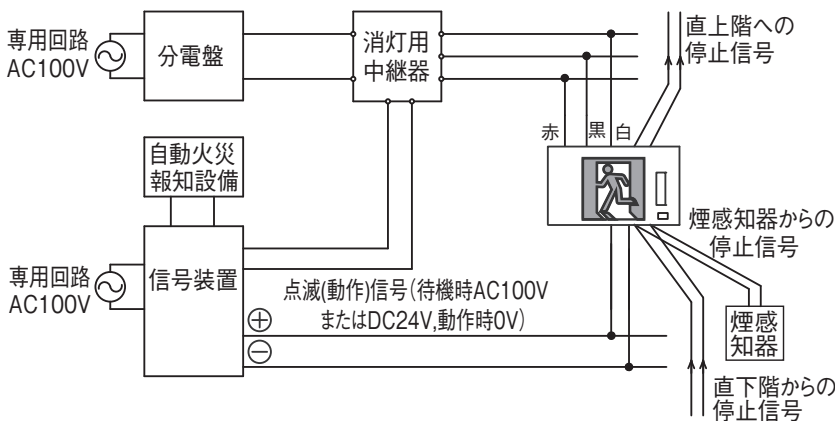 専用回路
AC100V
分電盤
消灯用
中継器
直上階への
停止信号
赤
黒
白
自動火災
報知設備
煙感知器からの
停止信号
専用回路
AC100V
信号装置
点滅(動作)信号(待機時AC100V
またはDC24V,動作時0V)
⊕
⊖
煙感
知器
直下階からの
停止信号